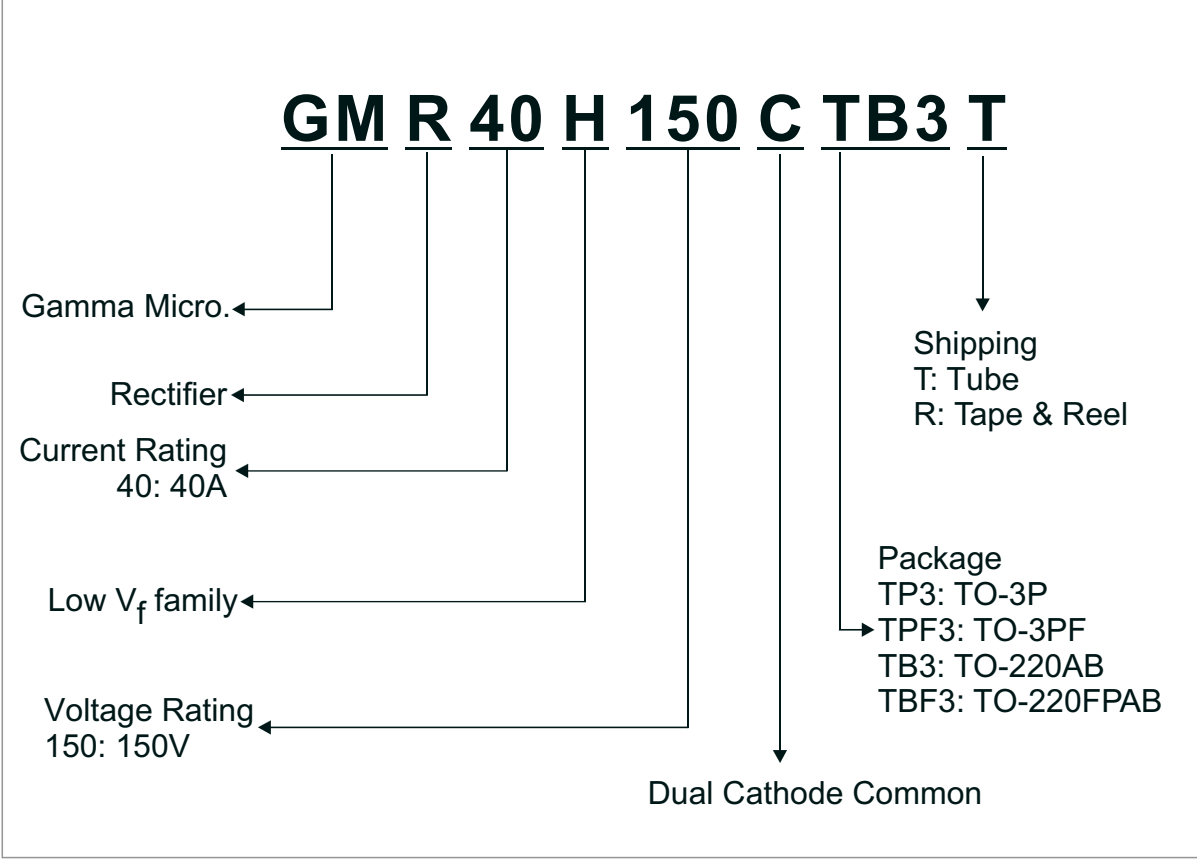 GM R 40 H 150 C TB3 T
Gamma Micro.
Rectifier
Current Rating
40: 40A
Low Vf family
Voltage Rating
150: 150V
Shipping
T: Tube
R: Tape & Reel
Package
TP3: TO-3P
TPF3: TO-3PF
TB3: TO-220AB
TBF3: TO-220FPAB
Dual Cathode Common